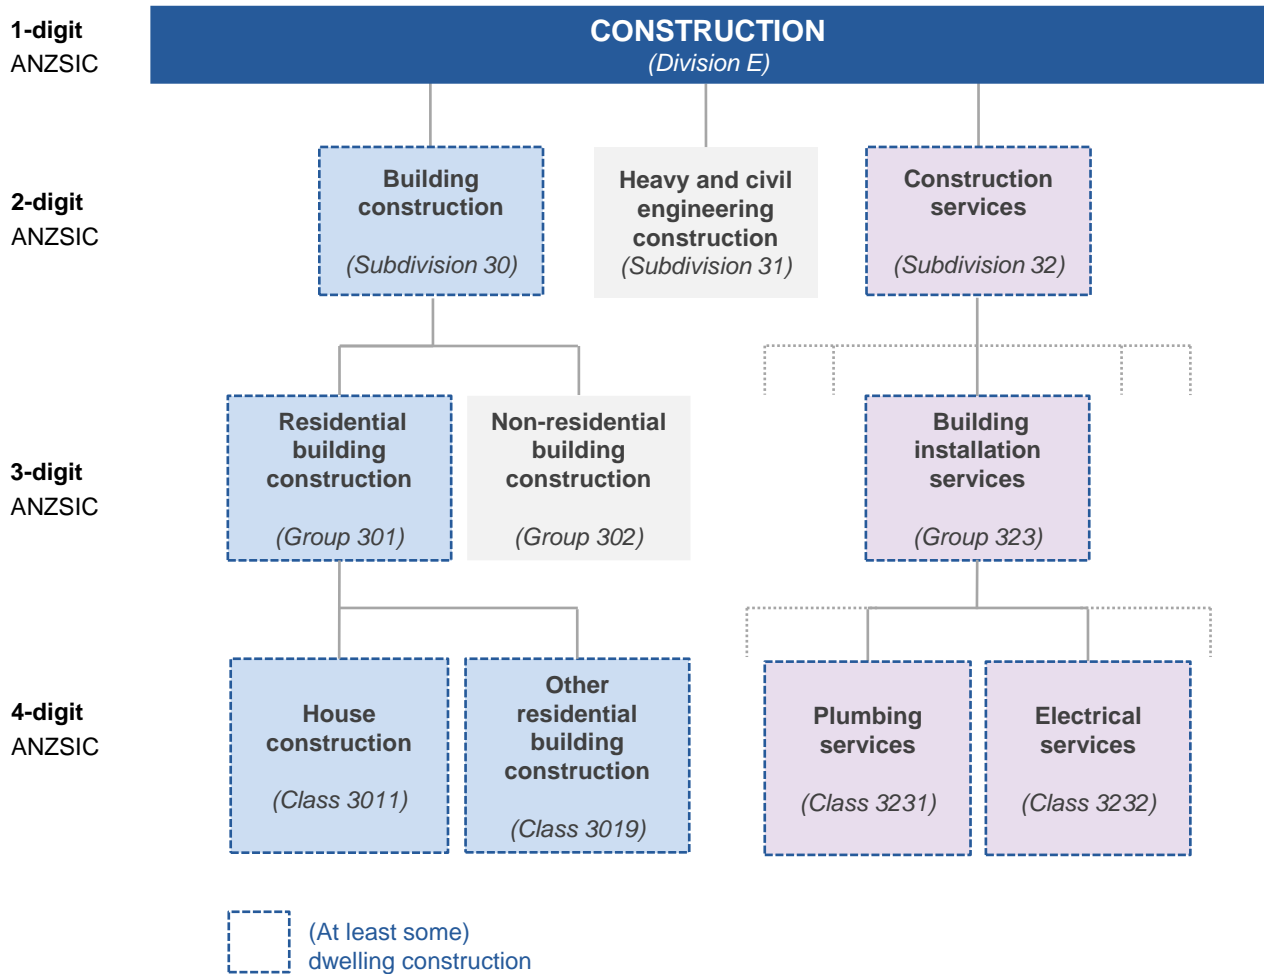 1-digit
ANZSIC
CONSTRUCTION
(Division E)
2-digit
ANZSIC
Building
construction
(Subdivision 30)
Heavy and civil
engineering
construction
(Subdivision 31)
Construction
services
(Subdivision 32)
3-digit
ANZSIC
Residential
building
construction
(Group 301)
Non-residential
building
construction
(Group 302)
Building
installation
services
(Group 323)
4-digit
ANZSIC
House
construction
(Class 3011)
Other
residential
building
construction
(Class 3019)
Plumbing
services
(Class 3231)
Electrical
services
(Class 3232)
(At least some)
dwelling construction